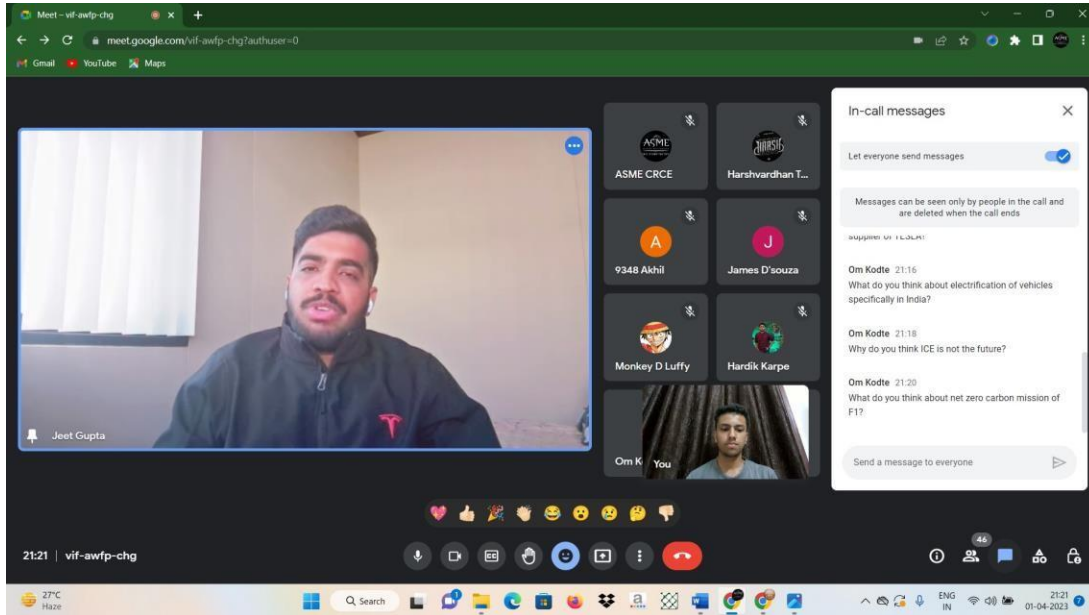 Meet – vif-awfp-chg
meet.google.com/vif-awfp-chg?authuser=0
Gmail YouTube Maps
In-call messages
Let everyone send messages
Messages can be seen only by people in the call and
are deleted when the call ends
supplier of TESLA?
Om Kodte 21:16
What do you think about electrification of vehicles
specifically in India?
Om Kodte 21:18
Why do you think ICE is not the future?
Om Kodte 21:20
What do you think about net zero carbon mission of
F1?
Send a message to everyone
ASME
ASME CRCE
Harshvardhan T...
A
9348 Akhil
J
James D'souza
Monkey D Luffy
Hardik Karpe
Om K
You
Jeet Gupta
21:21 | vif-awfp-chg
CC
46
27°C
Haze
Search
ENG
IN
21:21
01-04-2023